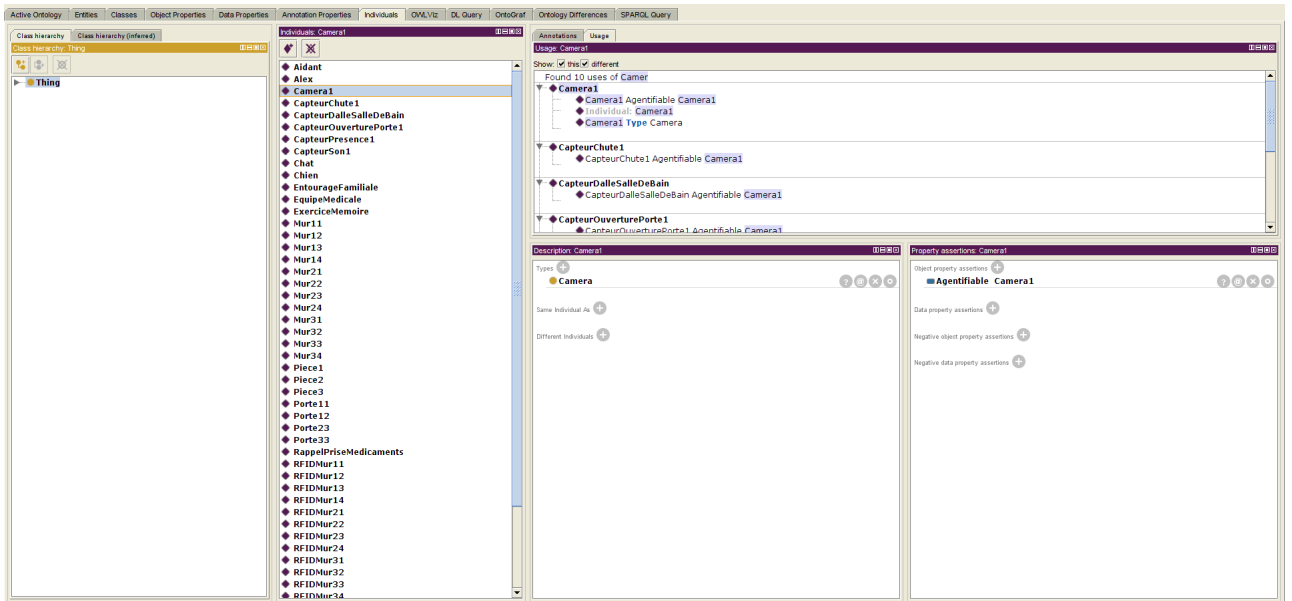 Active Ontology Entities Classes Object Properties Data Properties Annotation Properties Individuals OWLViz DL Query OntoGraf Ontology Differences SPARQL Query
Class hierarchy Class hierarchy (inferred)
Class hierarchy: Thing
Thing
Individuals: Camera1
Aidant
Alex
Camera1
CapteurChute1
CapteurDalleSalleDeBain
CapteurOuverturePorte1
CapteurPresence1
CapteurSon1
Chat
Chien
EntourageFamiliale
EquipeMedicale
ExerciceMemoire
Mur11
Mur12
Mur13
Mur14
Mur21
Mur22
Mur23
Mur24
Mur31
Mur32
Mur33
Mur34
Piece1
Piece2
Piece3
Porte11
Porte12
Porte23
Porte33
RappelPriseMedicaments
RFIDMur11
RFIDMur12
RFIDMur13
RFIDMur14
RFIDMur21
RFIDMur22
RFIDMur23
RFIDMur24
RFIDMur31
RFIDMur32
RFIDMur33
RFIDMur34
Annotations Usage
Usage: Camera1
Show: this different
Found 10 uses of Camer
Camera1
Camera1 Agentifiable Camera1
Individual: Camera1
Camera1 Type Camera
CapteurChute1
CapteurChute1 Agentifiable Camera1
CapteurDalleSalleDeBain
CapteurDalleSalleDeBain Agentifiable Camera1
CapteurOuverturePorte1
CapteurOuverturePorte1 Agentifiable Camera1
Description: Camera1
Types
Camera
Same Individual As
Different Individuals
Property assertions: Camera1
Object property assertions
Agentifiable Camera1
Data property assertions
Negative object property assertions
Negative data property assertions